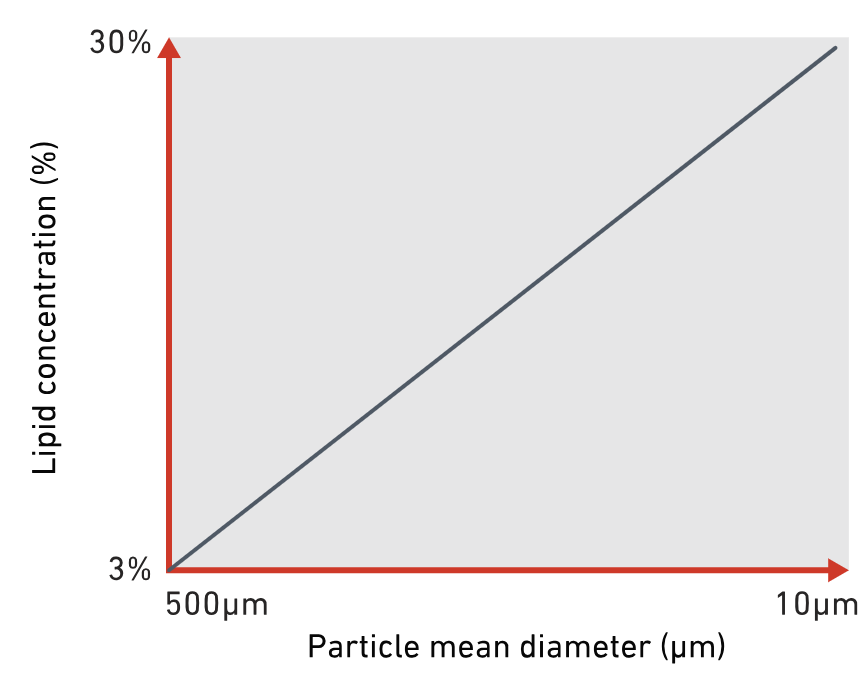 30%
Lipid concentration (%)
3%
500µm
10µm
Particle mean diameter (µm)